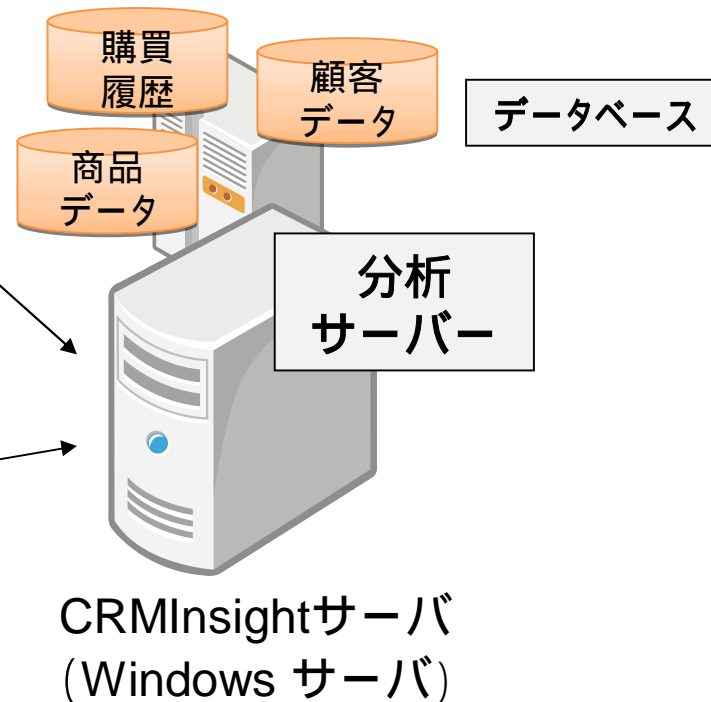 購買
履歴
顧客
データ
データベース
商品
データ
分析
サーバー
CRMInsightサーバ
(Windows サーバ)